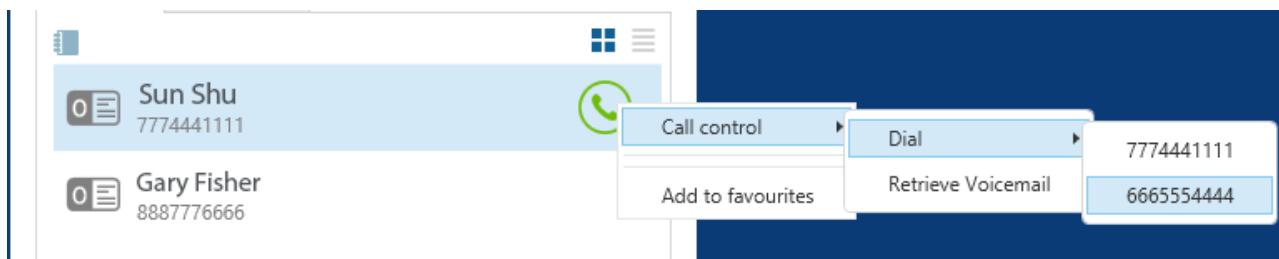 Sun Shu
7774441111
Gary Fisher
8887776666
Call control
Add to favourites
Dial
Retrieve Voicemail
7774441111
6665554444